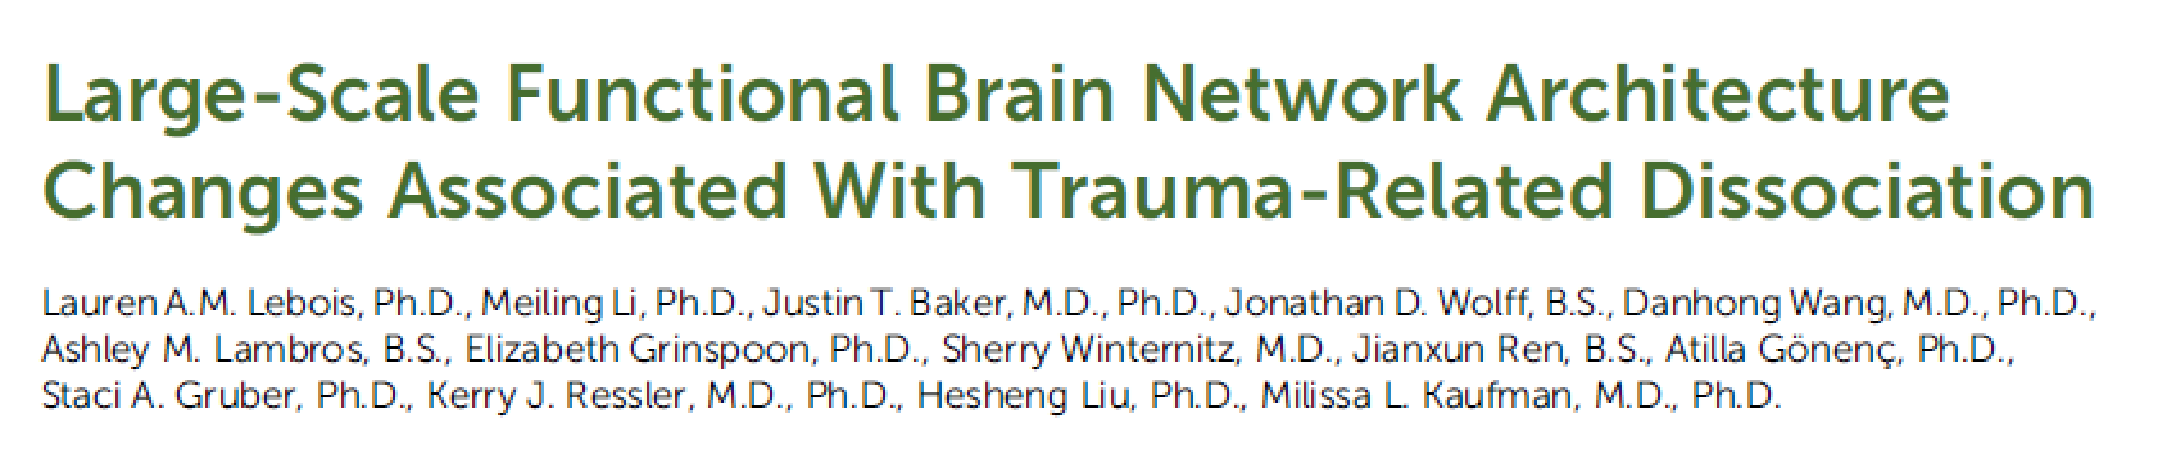 Large-Scale Functional Brain Network Architecture
Changes Associated With Trauma-Related Dissociation
Lauren A.M. Lebois, Ph.D., Meiling Li, Ph.D., Justin T. Baker, M.D., Ph.D., Jonathan D. Wolff, B.S., Danhong Wang, M.D., Ph.D.,
Ashley M. Lambros, B.S., Elizabeth Grinspoon, Ph.D., Sherry Winternitz, M.D., Jianxun Ren, B.S., Atilla Gönenç, Ph.D.,
Staci A. Gruber, Ph.D., Kerry J. Ressler, M.D., Ph.D., Hesheng Liu, Ph.D., Milissa L. Kaufman, M.D., Ph.D.